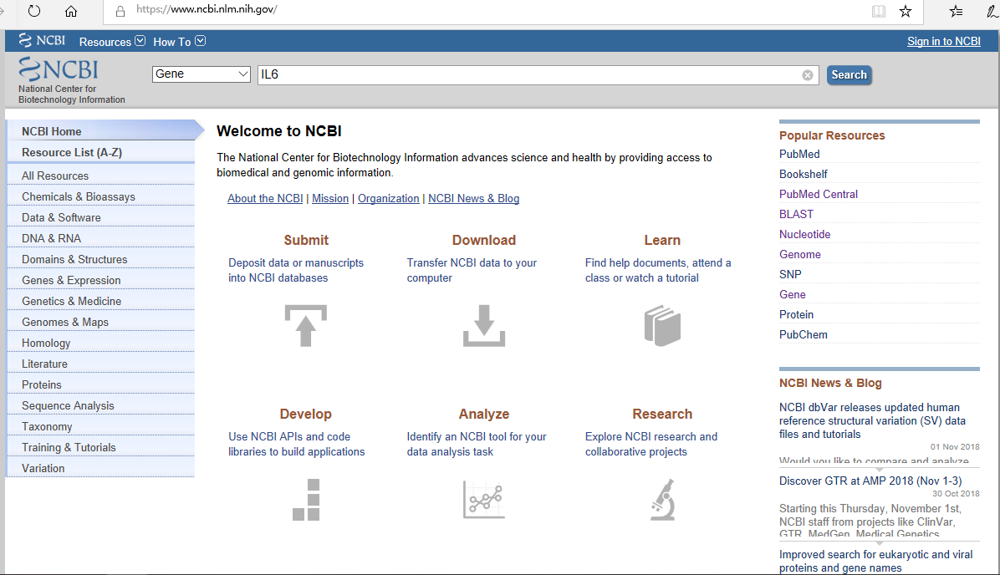 https://www.ncbi.nlm.nih.gov/
NCBI Resources How To Sign in to NCBI
NCBI
National Center for
Biotechnology Information
Gene IL6 Search
NCBI Home
Resource List (A-Z)
All Resources
Chemicals & Bioassays
Data & Software
DNA & RNA
Domains & Structures
Genes & Expression
Genetics & Medicine
Genomes & Maps
Homology
Literature
Proteins
Sequence Analysis
Taxonomy
Training & Tutorials
Variation
Welcome to NCBI
The National Center for Biotechnology Information advances science and health by providing access to
biomedical and genomic information.
About the NCBI | Mission | Organization | NCBI News & Blog
Submit
Deposit data or manuscripts
into NCBI databases
Download
Transfer NCBI data to your
computer
Learn
Find help documents, attend a
class or watch a tutorial
Develop
Use NCBI APIs and code
libraries to build applications
Analyze
Identify an NCBI tool for your
data analysis task
Research
Explore NCBI research and
collaborative projects
Popular Resources
PubMed
Bookshelf
PubMed Central
BLAST
Nucleotide
Genome
SNP
Gene
Protein
PubChem
NCBI News & Blog
NCBI dbVar releases updated human
reference structural variation (SV) data
files and tutorials
01 Nov 2018
Would you like to compare and analyze
Discover GTR at AMP 2018 (Nov 1-3)
30 Oct 2018
Starting this Thursday, November 1st,
NCBI staff from projects like ClinVar,
GTR, MedGen, Medical Genetics
Improved search for eukaryotic and viral
proteins and gene names